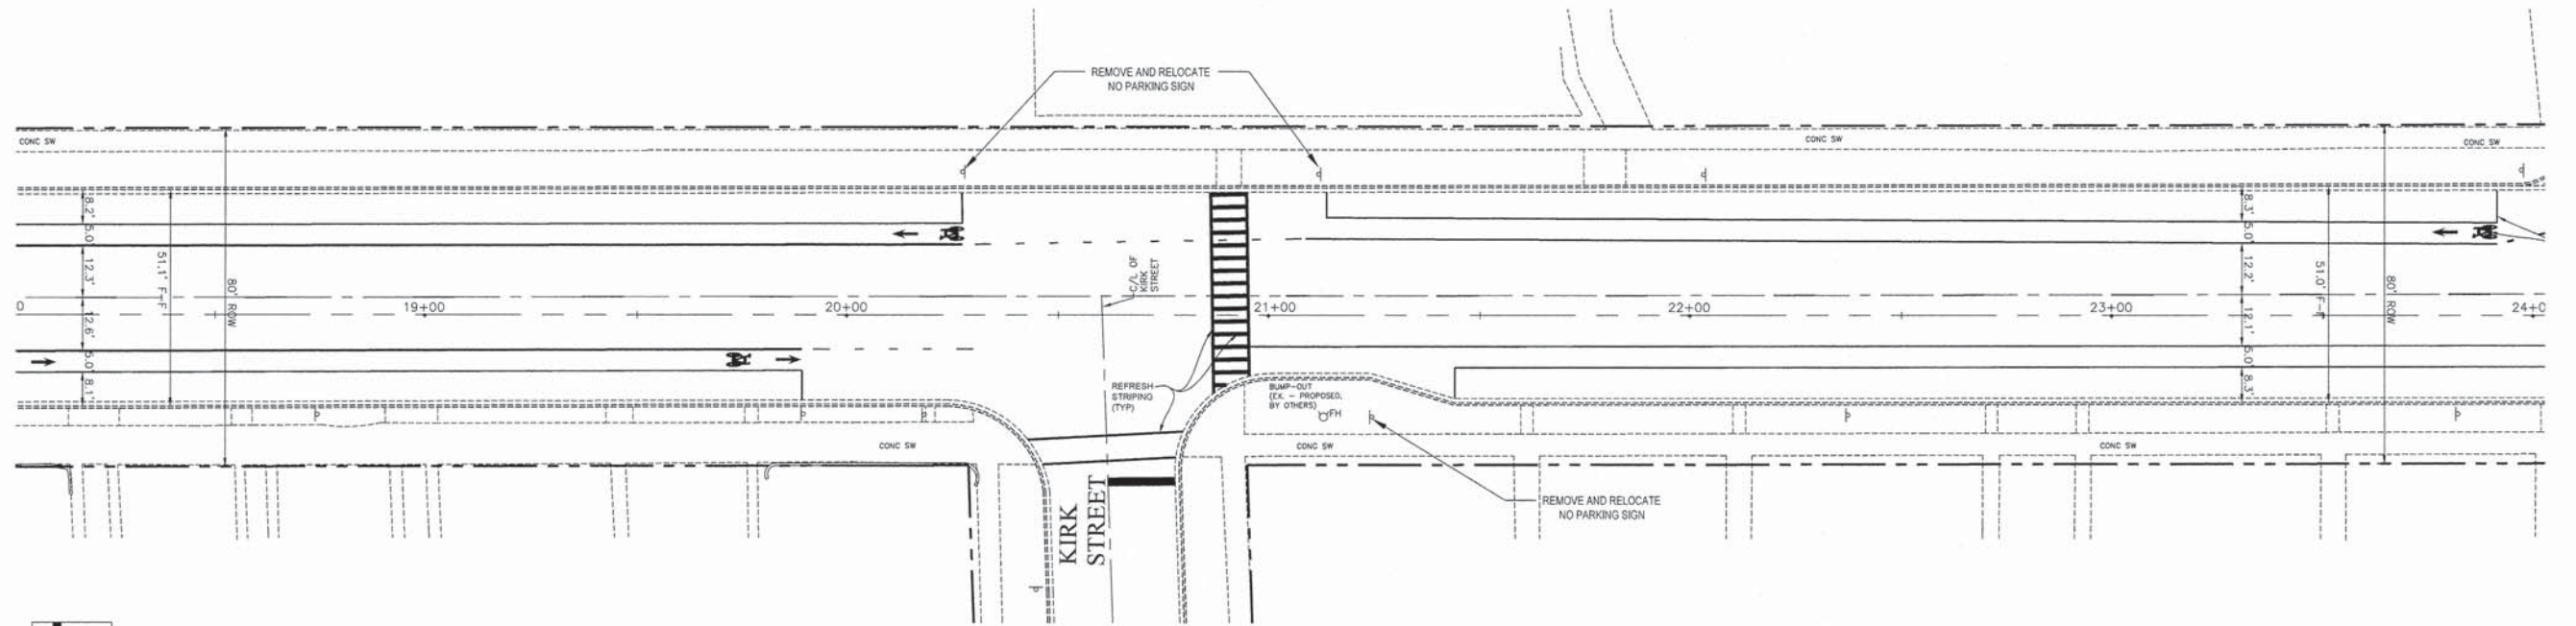 REMOVE AND RELOCATE
NO PARKING SIGN
CONC SW
CONC SW
CONC SW
8.2'
5.0'
12.3'
12.6'
5.0'
8.1'
51.1' F-F
80' ROW
C/L OF
KIRK
STREET
8.3'
5.0'
12.2'
12.1'
5.0'
8.3'
51.0' F-F
80' ROW
0
19+00
20+00
21+00
22+00
23+00
24+0
REFRESH
STRIPING
(TYP)
BUMP-OUT
(EX. - PROPOSED,
BY OTHERS)
FH
CONC SW
CONC SW
CONC SW
KIRK
STREET
REMOVE AND RELOCATE
NO PARKING SIGN